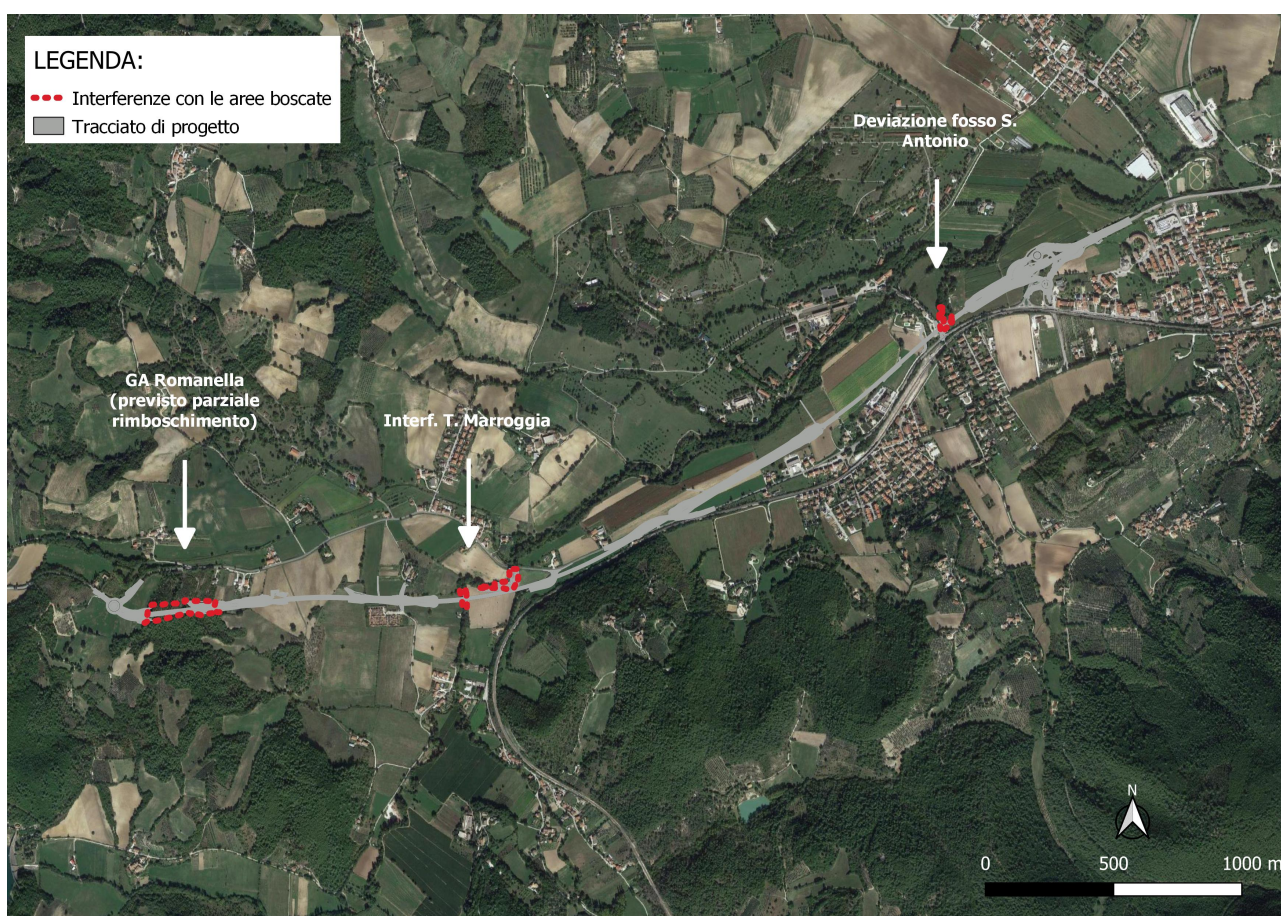 LEGENDA:
Interferenze con le aree boscate
Tracciato di progetto
Deviazione fosso S.
Antonio
GA Romanella
(previsto parziale
rimboschimento)
Interf. T. Marroggia
N
0 500 1000 m